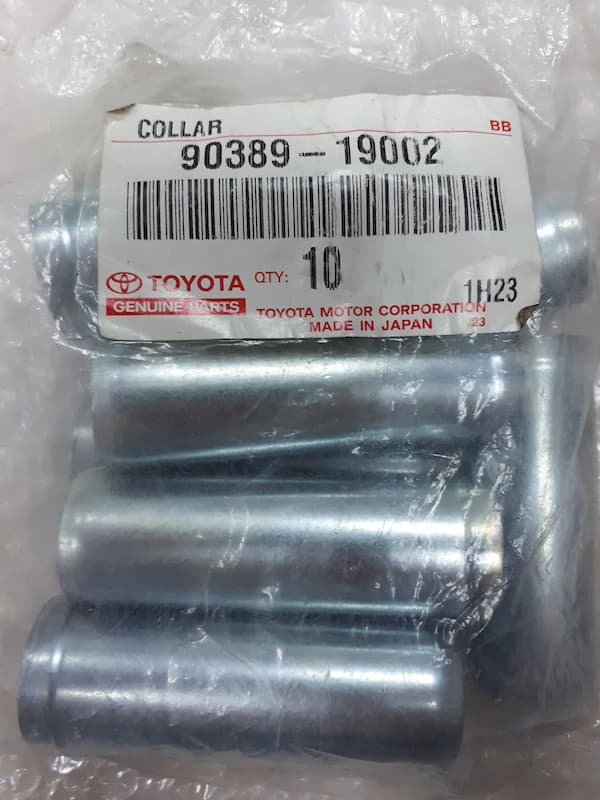 COLLAR BB
90389-19002
TOYOTA QTY: 10 1H23
GENUINE PARTS TOYOTA MOTOR CORPORATION
MADE IN JAPAN 23